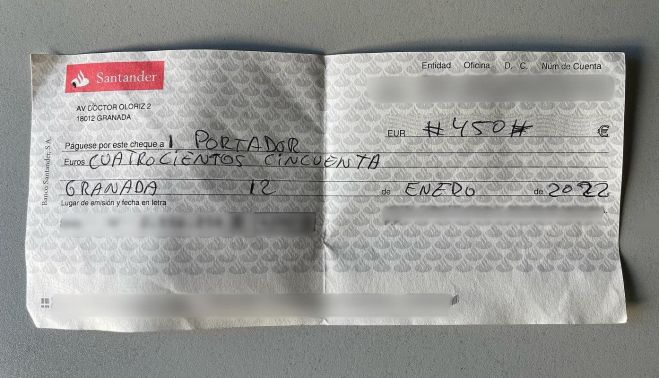 Santander
Entidad Oficina D. C. Núm de Cuenta
AV DOCTOR OLORIZ 2
18012 GRANADA
EUR #450# €
Páguese por este cheque a l PORTADOR
Euros CUATROCIENTOS CINCUENTA
GRANADA 12 de ENERO de 2022
Lugar de emisión y fecha en letra
Banco Santander, S.A.